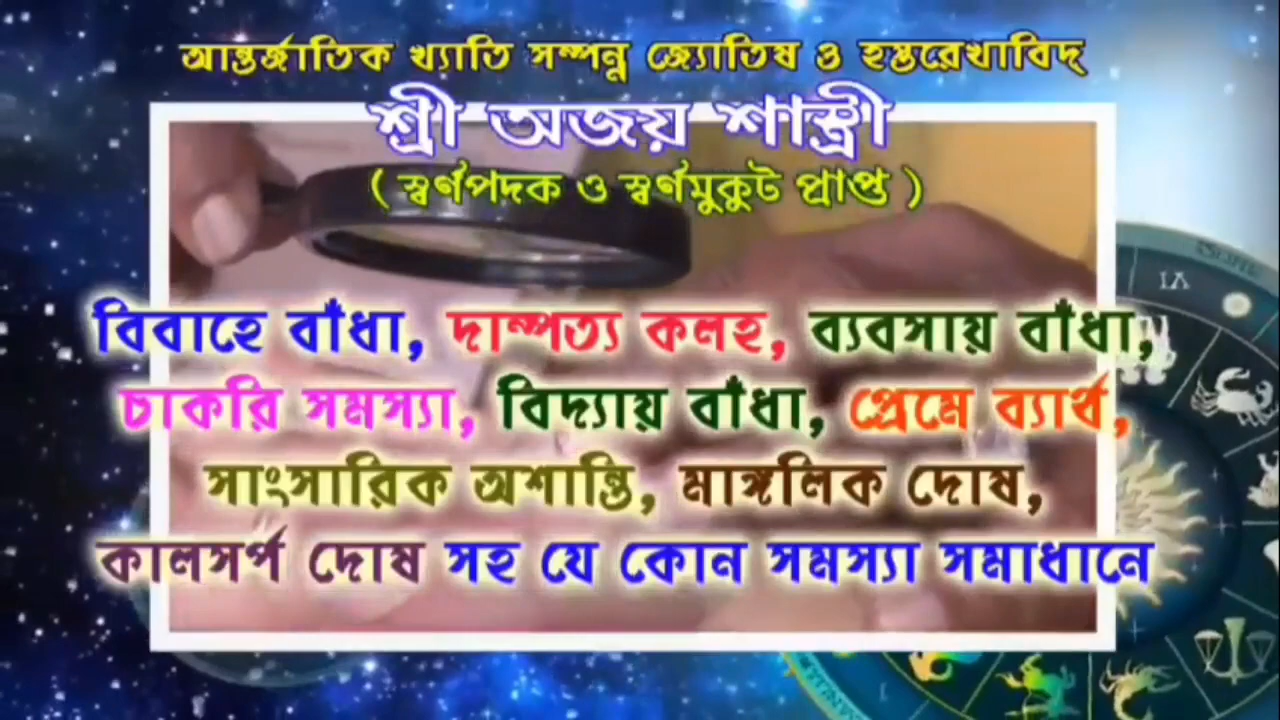 আন্তর্জাতিক খ্যাতি সম্পন্ন জ্যোতিষ ও হস্তরেখাবিদ
শ্রী অজয় শাস্ত্রী
( স্বর্ণপদক ও স্বর্ণমুকুট প্রাপ্ত )
বিবাহে বাঁধা, দাম্পত্য কলহ, ব্যবসায় বাঁধা,
চাকরি সমস্যা, বিদ্যায় বাঁধা, প্রেমে ব্যার্থ,
সাংসারিক অশান্তি, মাঙ্গলিক দোষ,
কালসর্প দোষ সহ যে কোন সমস্যা সমাধানে